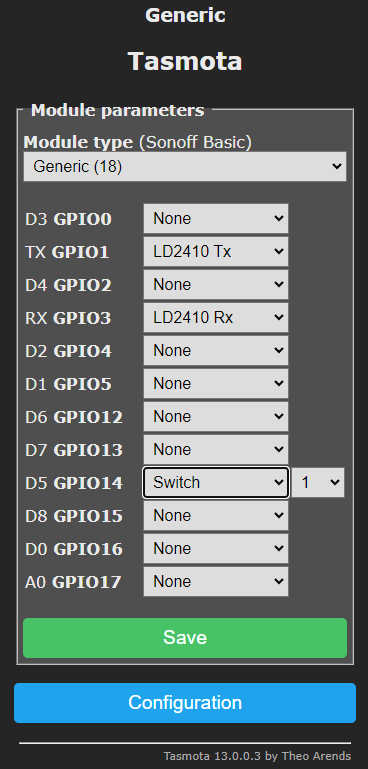 Generic
Tasmota
Module parameters
Module type (Sonoff Basic)
Generic (18)
D3 GPIO0 None
TX GPIO1 LD2410 Tx
D4 GPIO2 None
RX GPIO3 LD2410 Rx
D2 GPIO4 None
D1 GPIO5 None
D6 GPIO12 None
D7 GPIO13 None
D5 GPIO14 Switch 1
D8 GPIO15 None
D0 GPIO16 None
A0 GPIO17 None
Save
Configuration
Tasmota 13.0.0.3 by Theo Arends